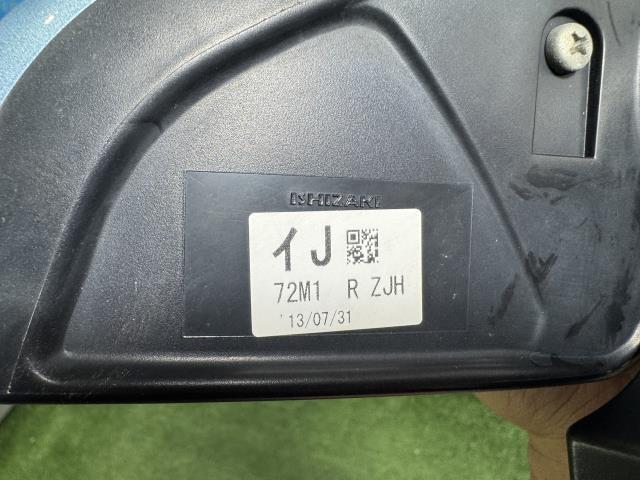 ISHIZAKI
イJ
72M1 R ZJH
'13/07/31